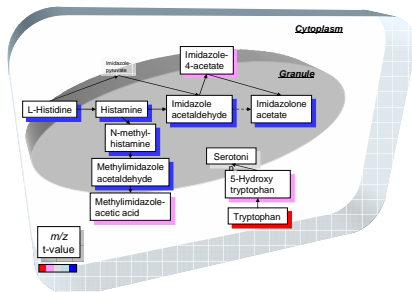 Cytoplasm
Imidazole-
pyruvate
Imidazole-
4-acetate
Granule
L-Histidine
Histamine
Imidazole
acetaldehyde
Imidazolone
acetate
N-methyl-
histamine
Methylimidazole
acetaldehyde
Methylimidazole-
acetic acid
Serotoni
n
5-Hydroxy
tryptophan
Tryptophan
m/z
t-value